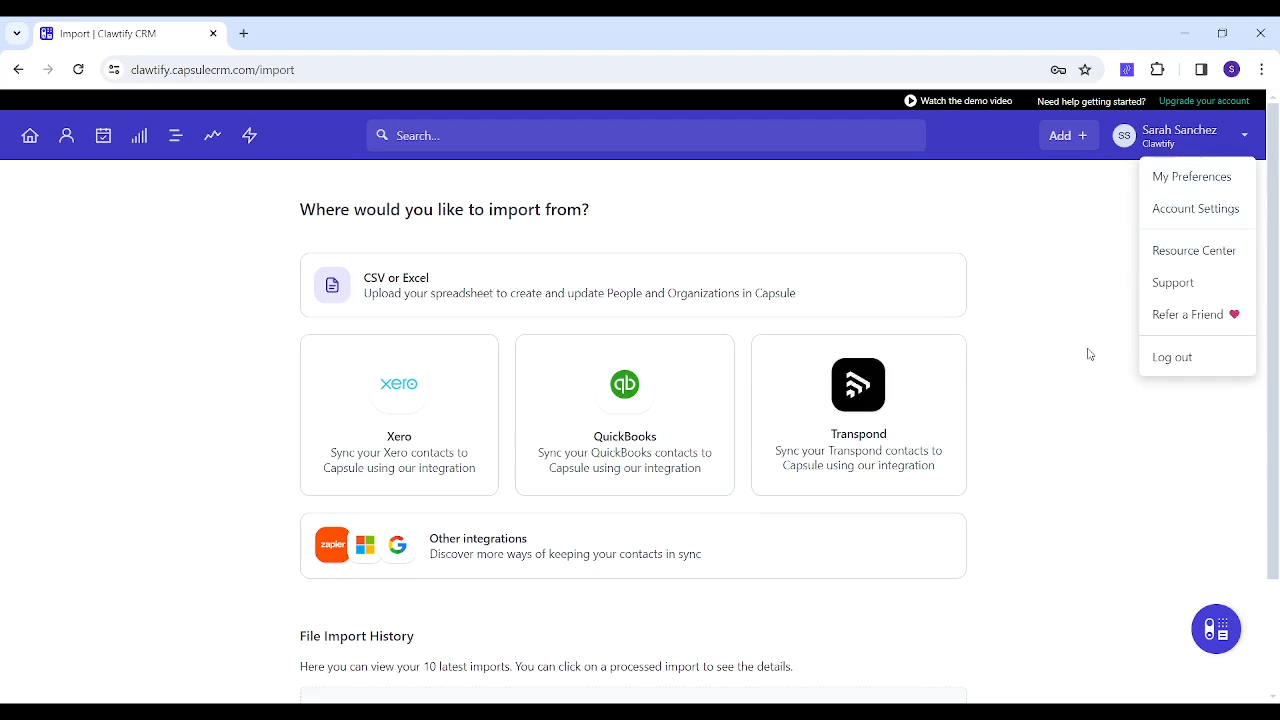 Import | Clawtify CRM
clawtify.capsulecrm.com/import
S
Watch the demo video
Need help getting started?
Upgrade your account
Search...
Add +
SS
Sarah Sanchez
Clawtify
My Preferences
Account Settings
Resource Center
Support
Refer a Friend
Log out
Where would you like to import from?
CSV or Excel
Upload your spreadsheet to create and update People and Organizations in Capsule
xero
Xero
Sync your Xero contacts to
Capsule using our integration
qb
QuickBooks
Sync your QuickBooks contacts to
Capsule using our integration
Transpond
Sync your Transpond contacts to
Capsule using our integration
zapier
G
Other integrations
Discover more ways of keeping your contacts in sync
File Import History
Here you can view your 10 latest imports. You can click on a processed import to see the details.